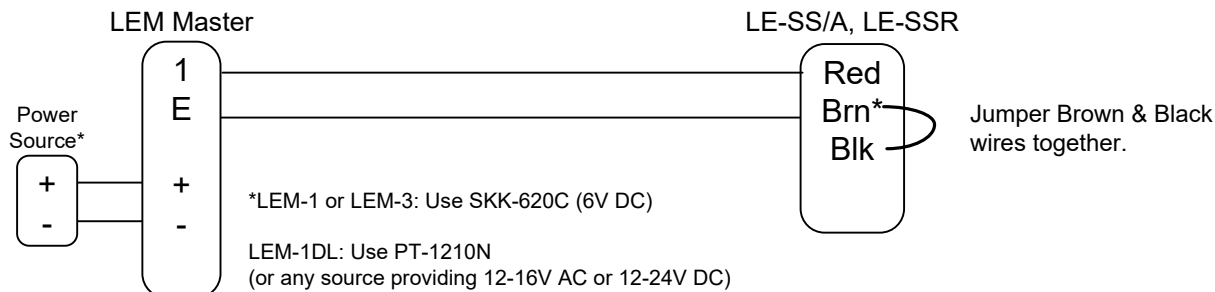 LEM Master
LE-SS/A, LE-SSR
1
E
+
-
Power
Source*
+
-
Red
Brn*
Blk
Jumper Brown & Black
wires together.
*LEM-1 or LEM-3: Use SKK-620C (6V DC)
LEM-1DL: Use PT-1210N
(or any source providing 12-16V AC or 12-24V DC)